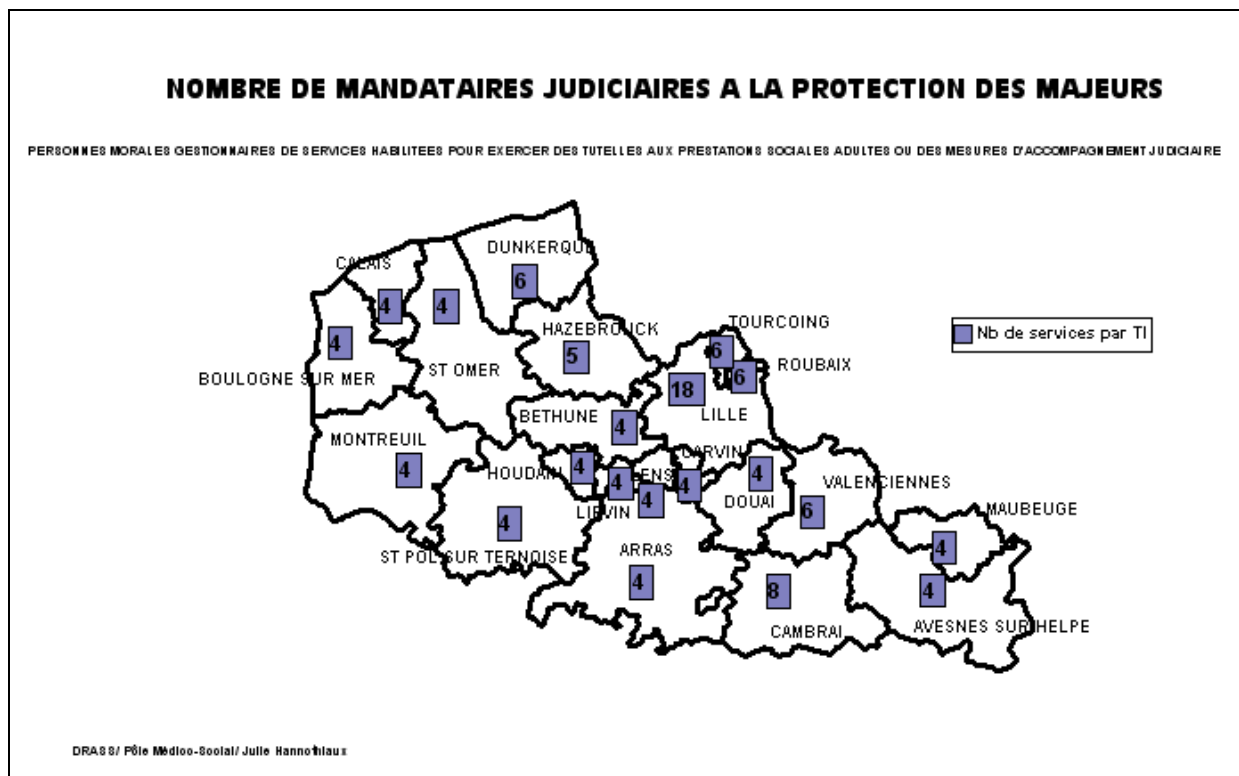 NOMBRE DE MANDATAIRES JUDICIAIRES A LA PROTECTION DES MAJEURS
PERSONNES MORALES GESTIONNAIRES DE SERVICES HABILITEES POUR EXERCER DES TUTELLES AUX PRESTATIONS SOCIALES ADULTES OU DES MESURES D'ACCOMPAGNEMENT JUDICIAIRE
DUNKERQUE
6
CALAIS
4
4
4
HAZEBROUCK
5
TOURCOING
6
ROUBAIX
6
Nb de services par TI
BOULOGNE SUR MER
ST OMER
18
LILLE
BETHUNE
4
MONTREUIL
4
HOUDAIN
4
LIEVIN
4
LENS
4
CARVIN
4
DOUAI
4
VALENCIENNES
6
MAUBEUGE
4
ST POL SUR TERNOISE
4
ARRAS
4
CAMBRAI
8
AVESNES SUR HELPE
4
DRASS/ Pôle Médico-Social/ Julie Hannothiaux